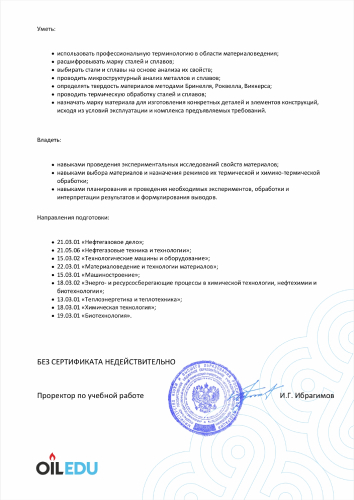 Уметь:
• использовать профессиональную терминологию в области материаловедения;
• расшифровывать марку сталей и сплавов;
• выбирать стали и сплавы на основе анализа их свойств;
• проводить микроструктурный анализ металлов и сплавов;
• определять твердость материалов методами Бринелля, Роквелла, Виккерса;
• проводить термическую обработку сталей и сплавов;
• назначать марку материала для изготовления конкретных деталей и элементов конструкций,
исходя из условий эксплуатации и комплекса предъявляемых требований.
Владеть:
• навыками проведения экспериментальных исследований свойств материалов;
• навыками выбора материалов и назначения режимов их термической и химико-термической
обработки;
• навыками планирования и проведения необходимых экспериментов, обработки и
интерпретации результатов и формулирования выводов.
Направления подготовки:
• 21.03.01 «Нефтегазовое дело»;
• 21.05.06 «Нефтегазовые техника и технологии»;
• 15.03.02 «Технологические машины и оборудование»;
• 22.03.01 «Материаловедение и технологии материалов»;
• 15.03.01 «Машиностроение»;
• 18.03.02 «Энерго- и ресурсосберегающие процессы в химической технологии, нефтехимии и
биотехнологии»;
• 13.03.01 «Теплоэнергетика и теплотехника»;
• 18.03.01 «Химическая технология»;
• 19.03.01 «Биотехнология».
БЕЗ СЕРТИФИКАТА НЕДЕЙСТВИТЕЛЬНО
Проректор по учебной работе
И.Г. Ибрагимов
OILEDU